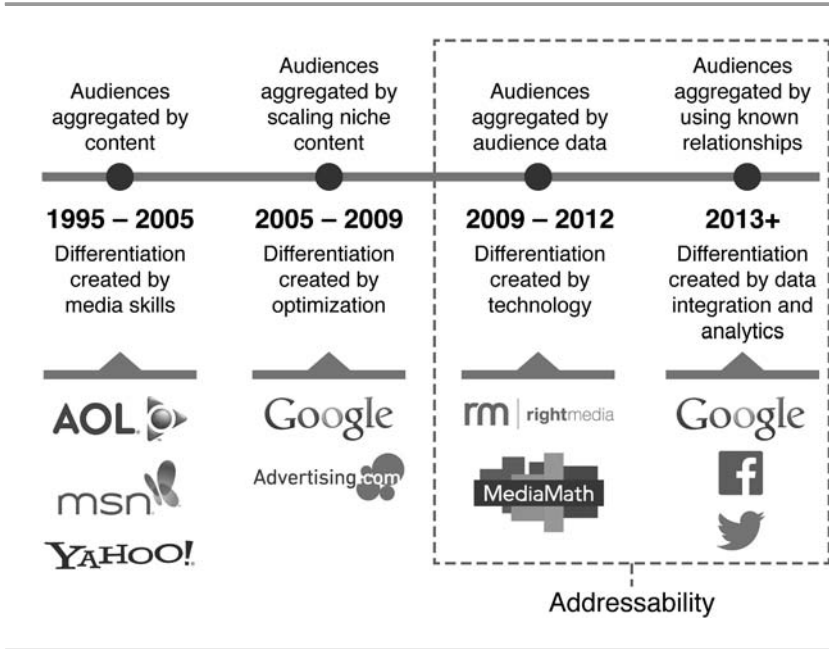 Audiences
aggregated by
content
Audiences
aggregated by
scaling niche
content
Audiences
aggregated by
audience data
Audiences
aggregated by
using known
relationships
1995 – 2005
2005 – 2009
2009 – 2012
2013+
Differentiation
created by
media skills
Differentiation
created by
optimization
Differentiation
created by
technology
Differentiation
created by data
integration and
analytics
AOL
msn
YAHOO!
Google
Advertising.com
rm rightmedia
MediaMath
Google
f
Addressability